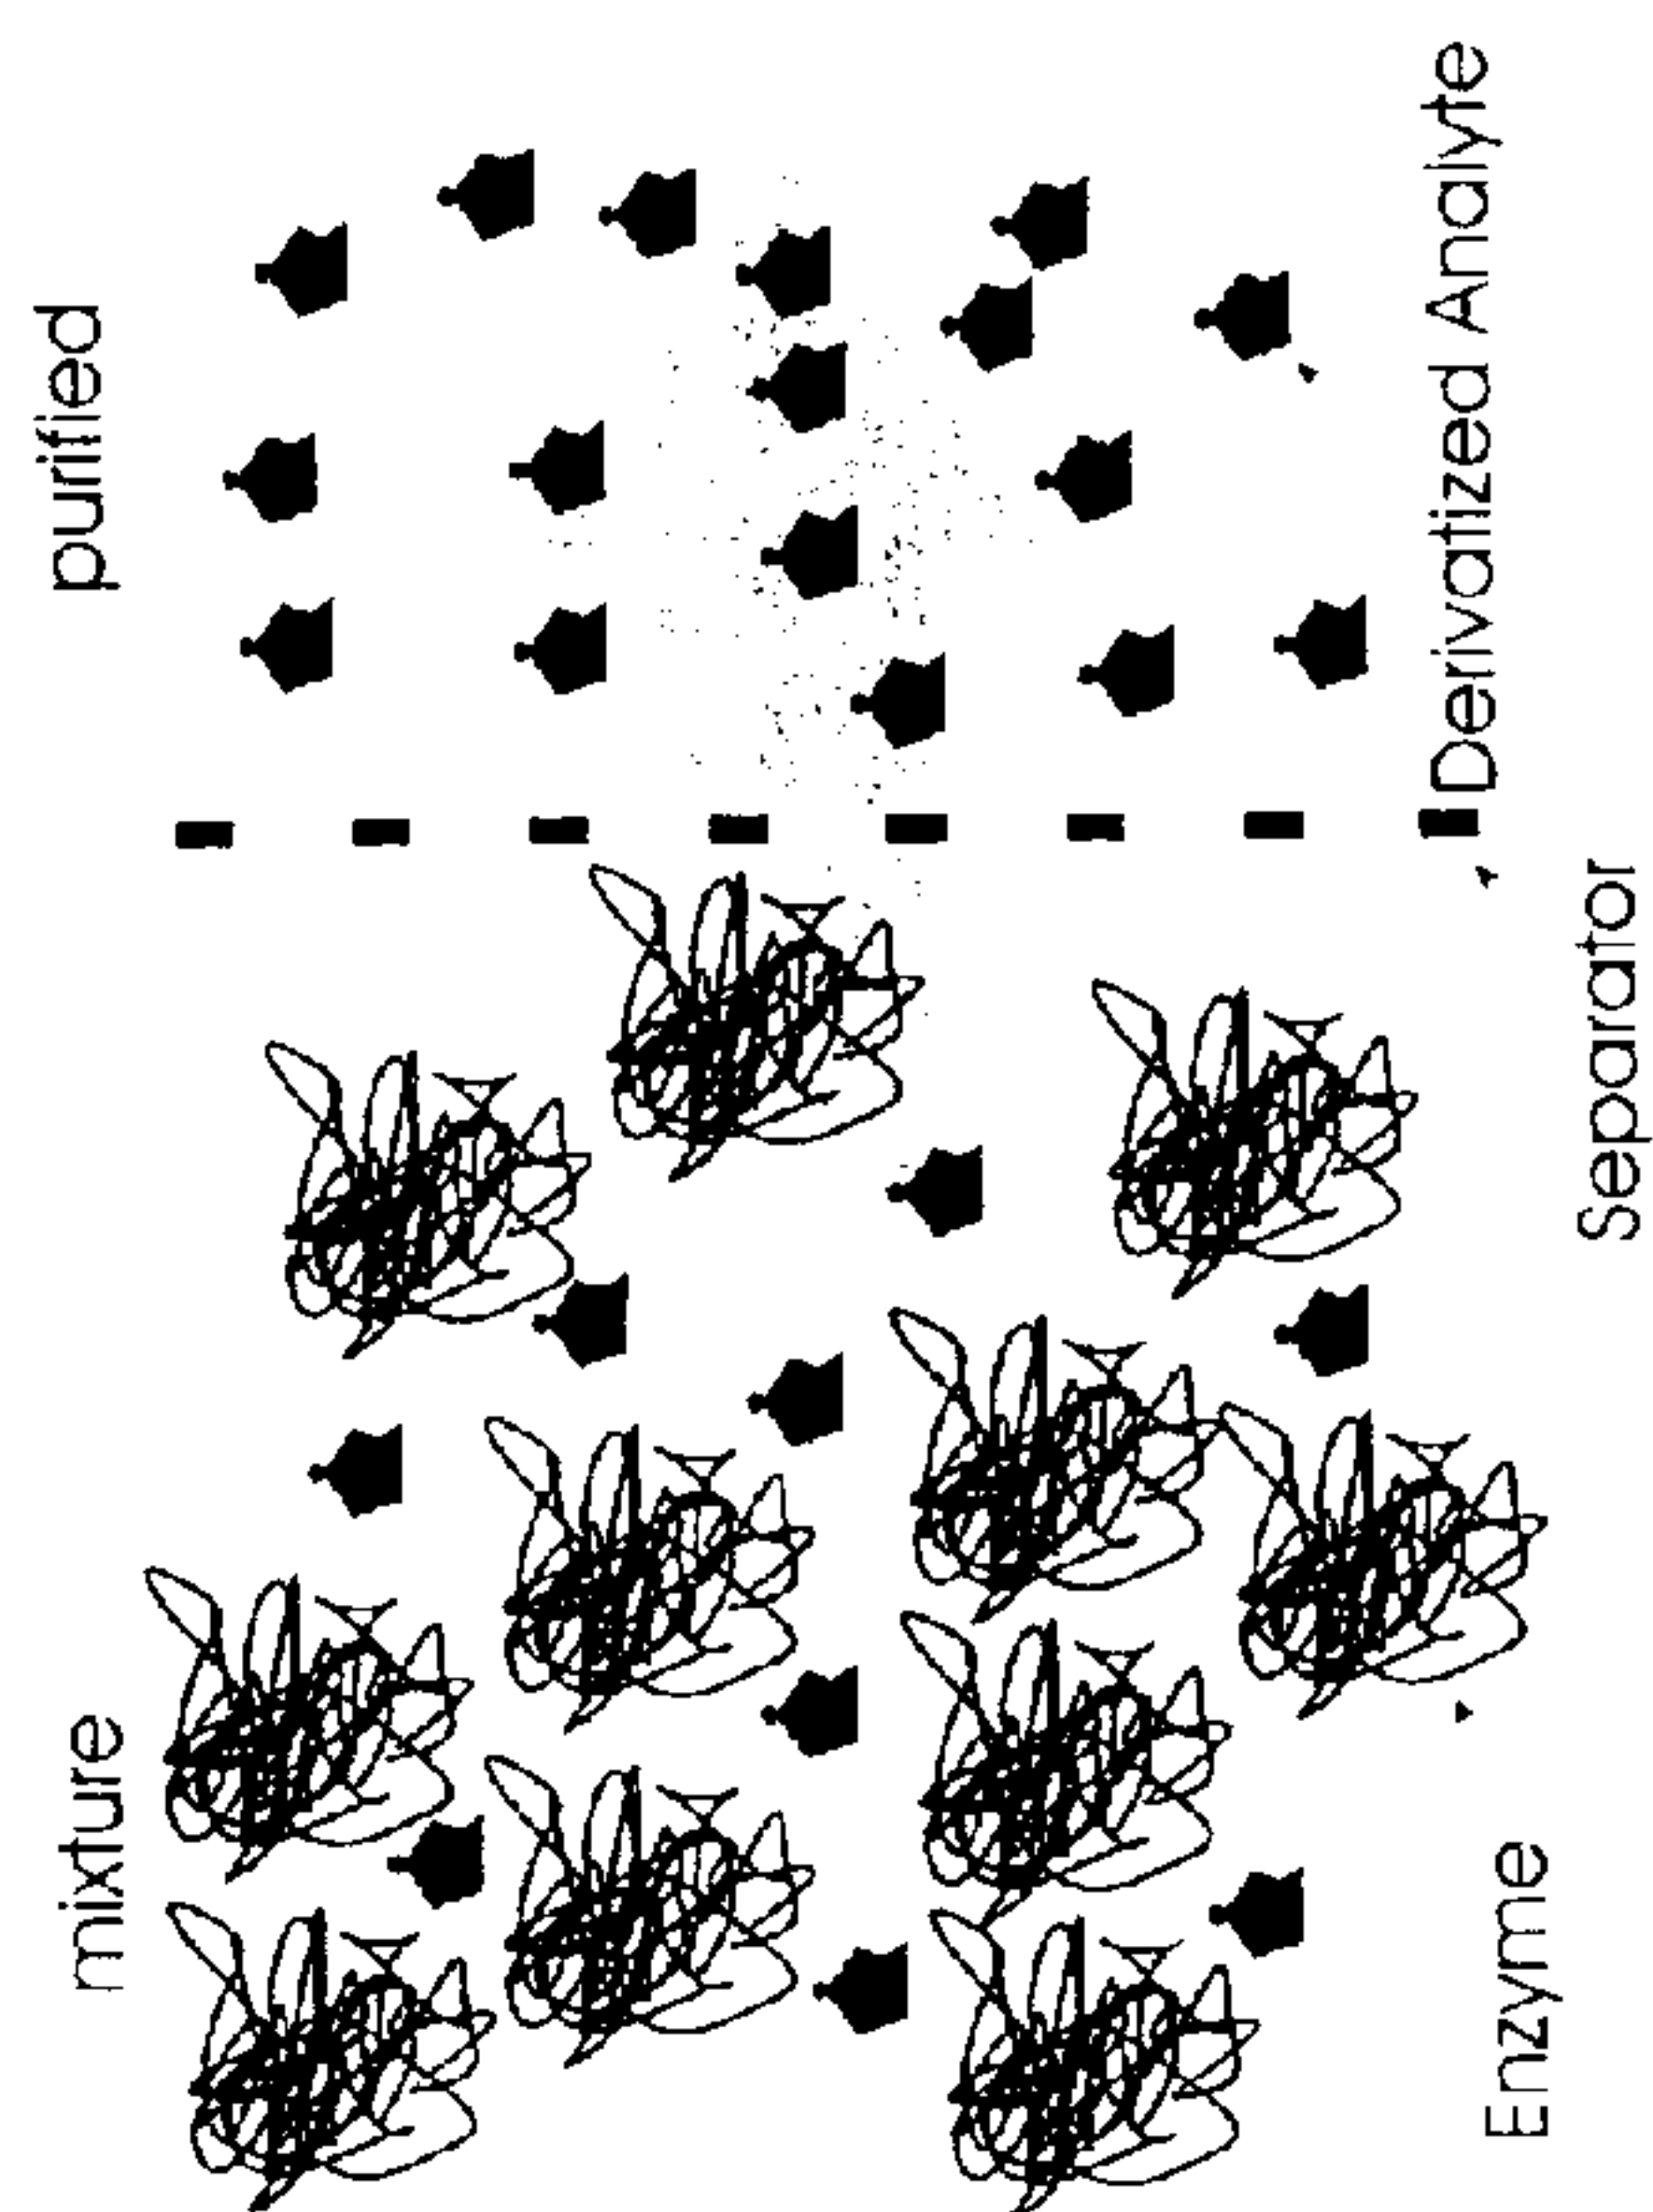 mixture
purified
Enzyme
Derivatized Analyte
Separator